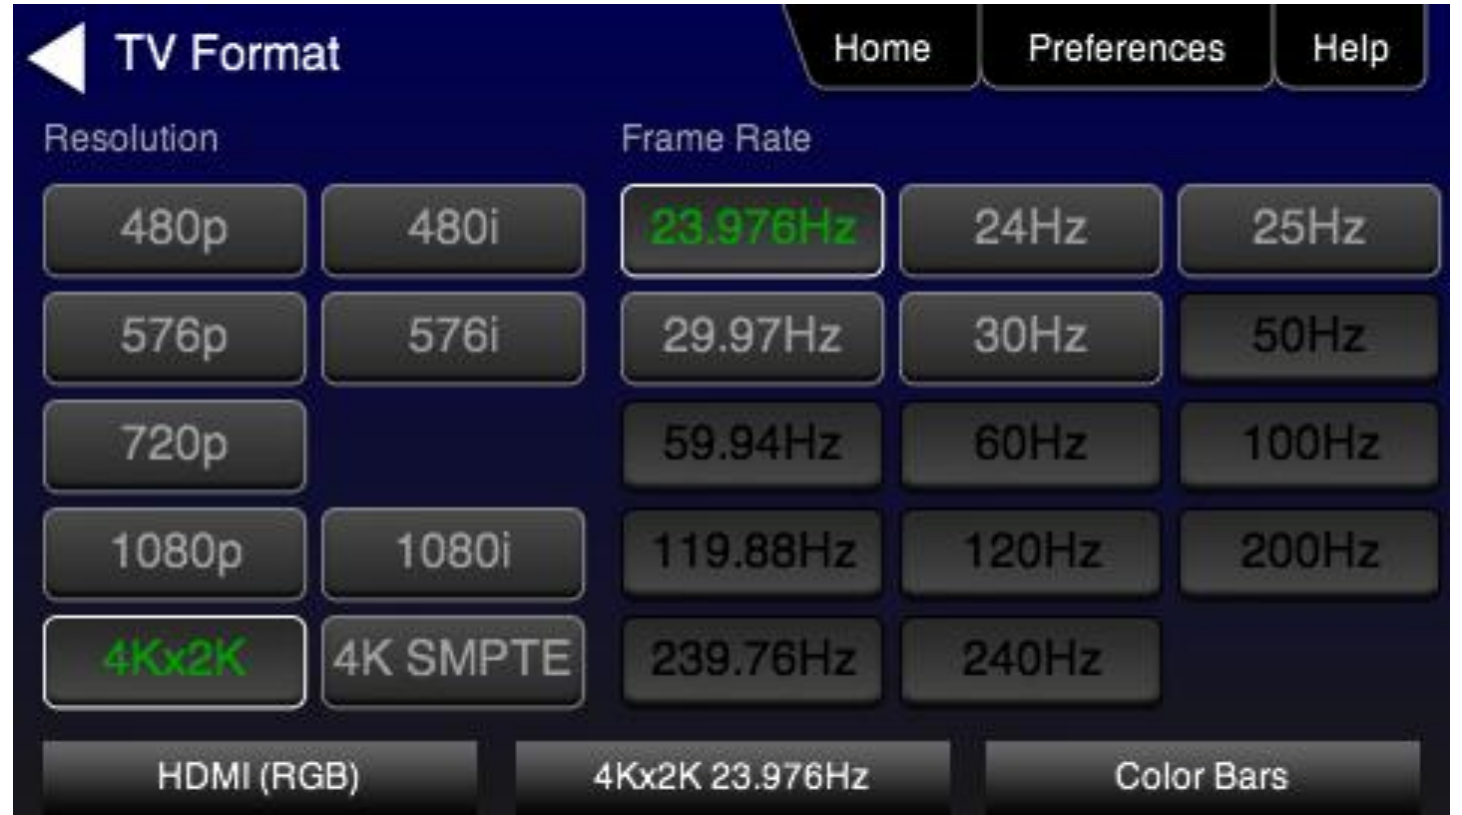 TV Format
Home
Preferences
Help
Resolution
Frame Rate
480p
480i
23.976Hz
24Hz
25Hz
576p
576i
29.97Hz
30Hz
50Hz
720p
59.94Hz
60Hz
100Hz
1080p
1080i
119.88Hz
120Hz
200Hz
4Kx2K
4K SMPTE
239.76Hz
240Hz
HDMI (RGB)
4Kx2K 23.976Hz
Color Bars